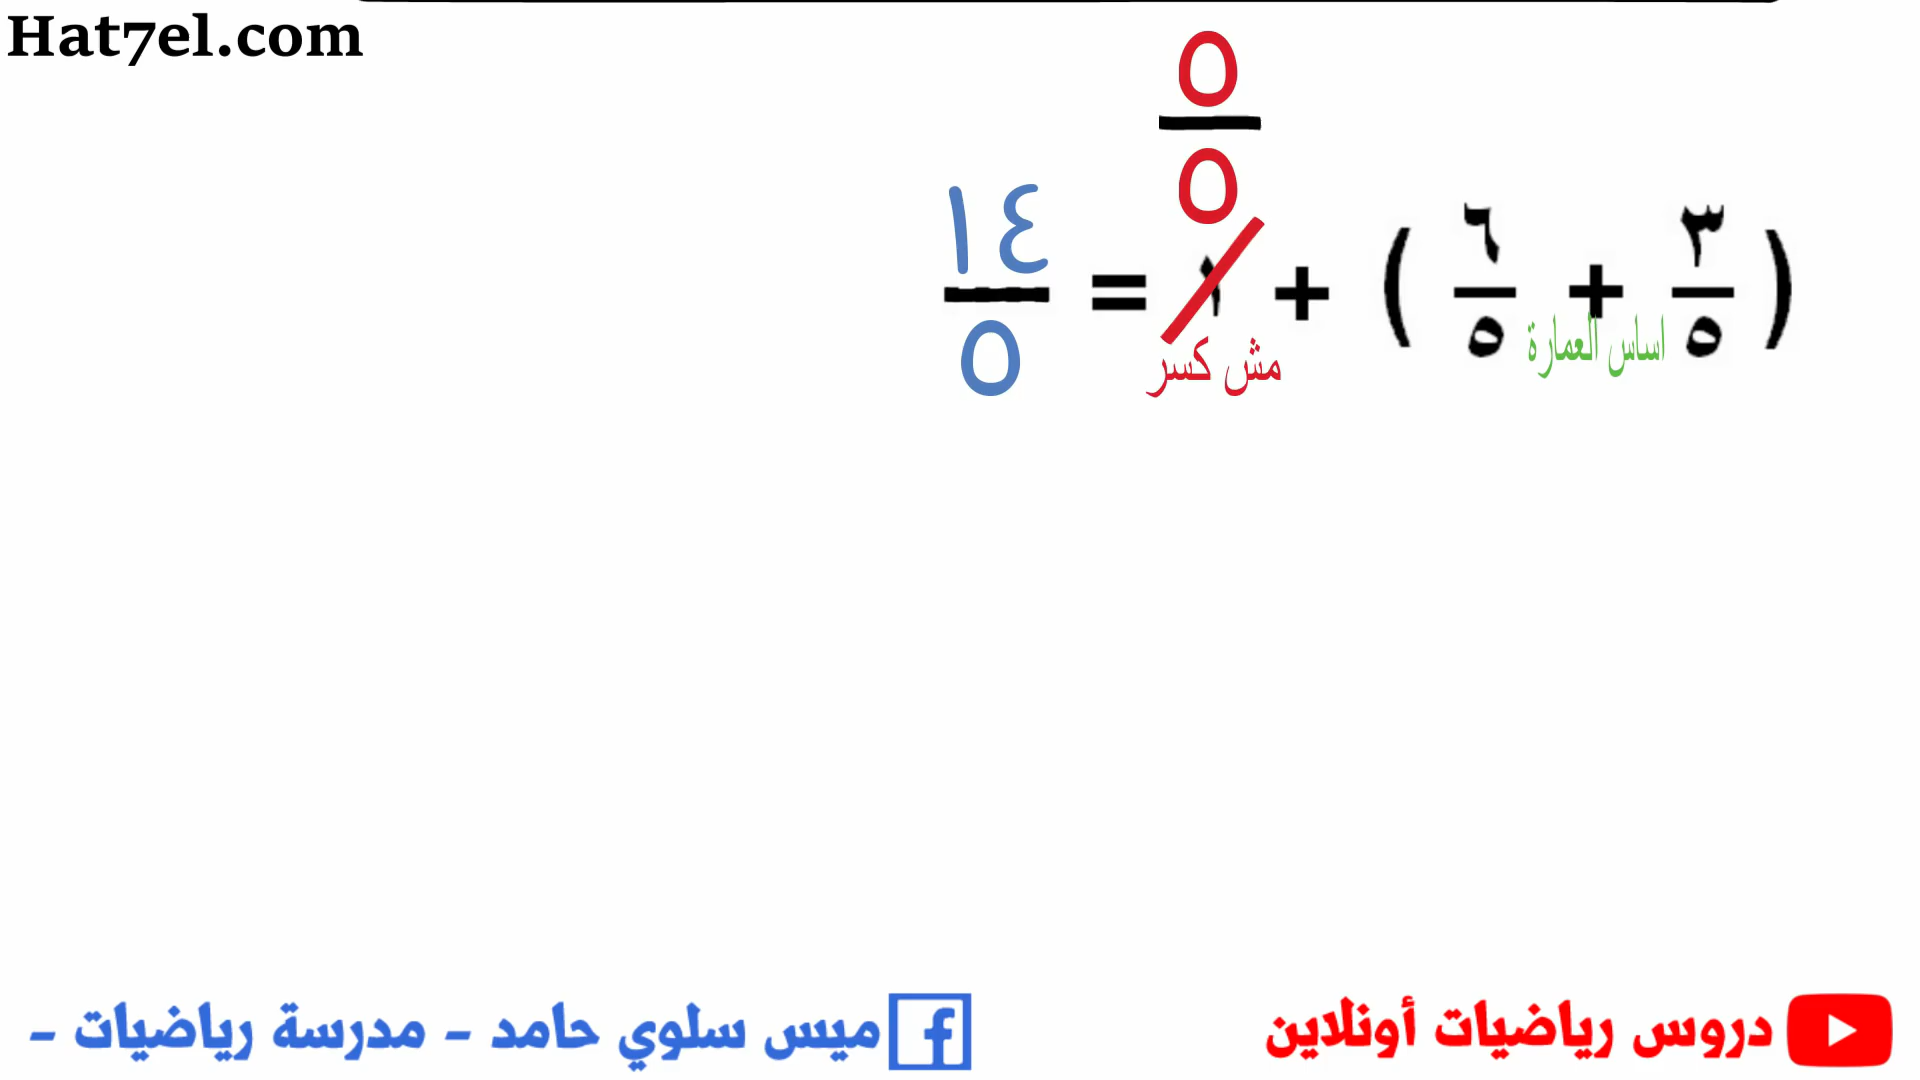 Hat7el.com
٥
٥
( ٣/٥ + ٦/٥ ) + ١ = ١٤/٥
اساس العمارة
مش كسر
دروس رياضيات أونلاين
ميس سلوي حامد - مدرسة رياضيات -